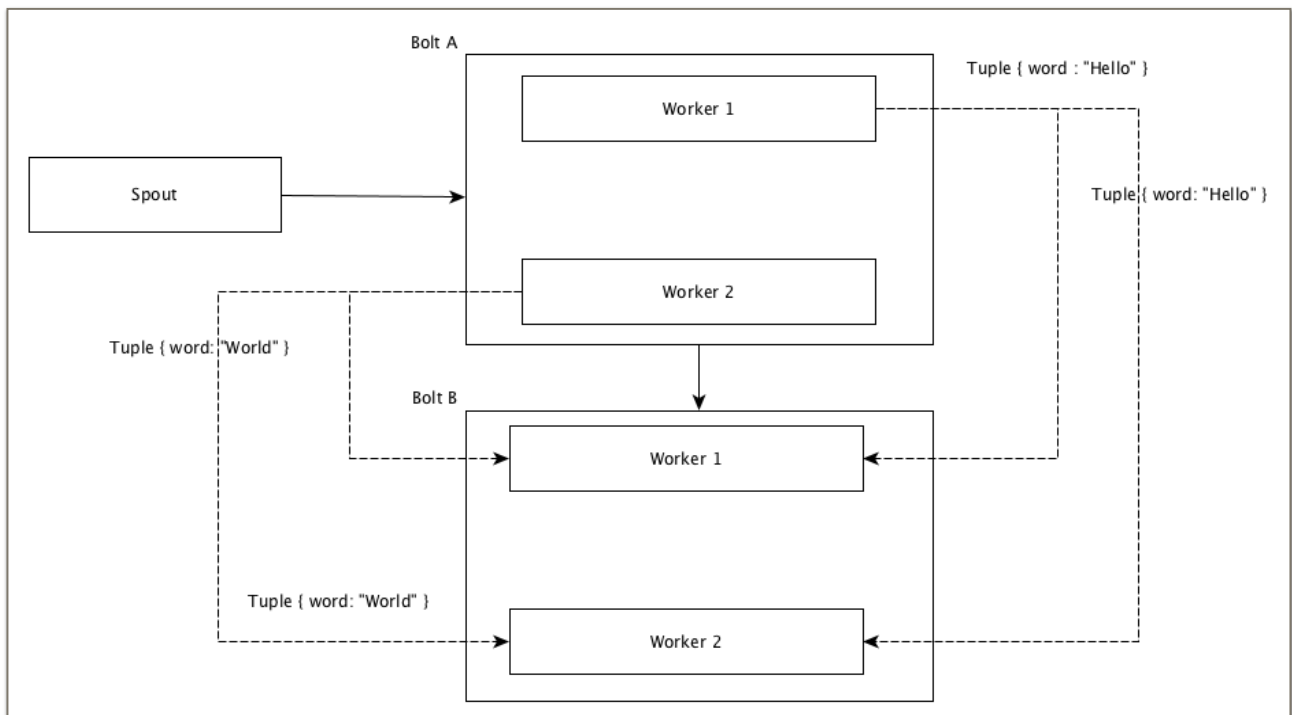 Bolt A
Tuple { word : "Hello" }
Worker 1
Spout
Tuple { word: "Hello" }
Worker 2
Tuple { word: "World" }
Bolt B
Worker 1
Tuple { word: "World" }
Worker 2